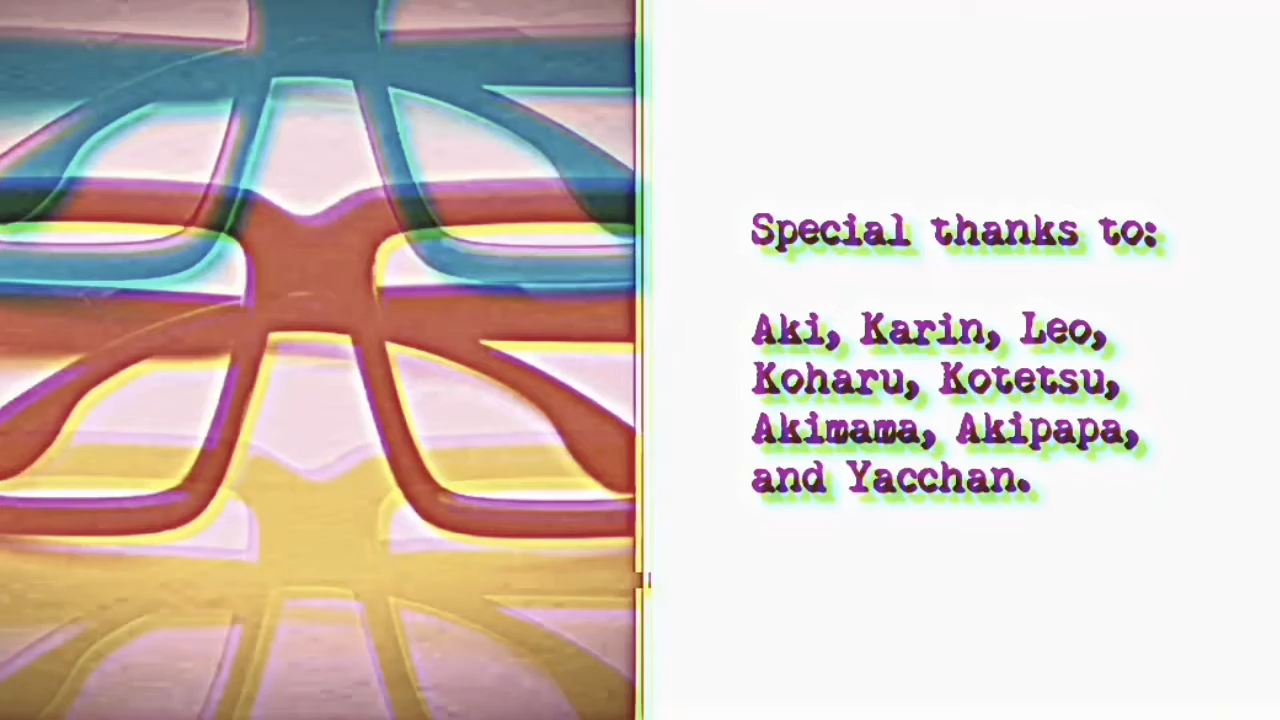 Special thanks to:
Aki, Karin, Leo,
Koharu, Kotetsu,
Akimama, Akipapa,
and Yacchan.